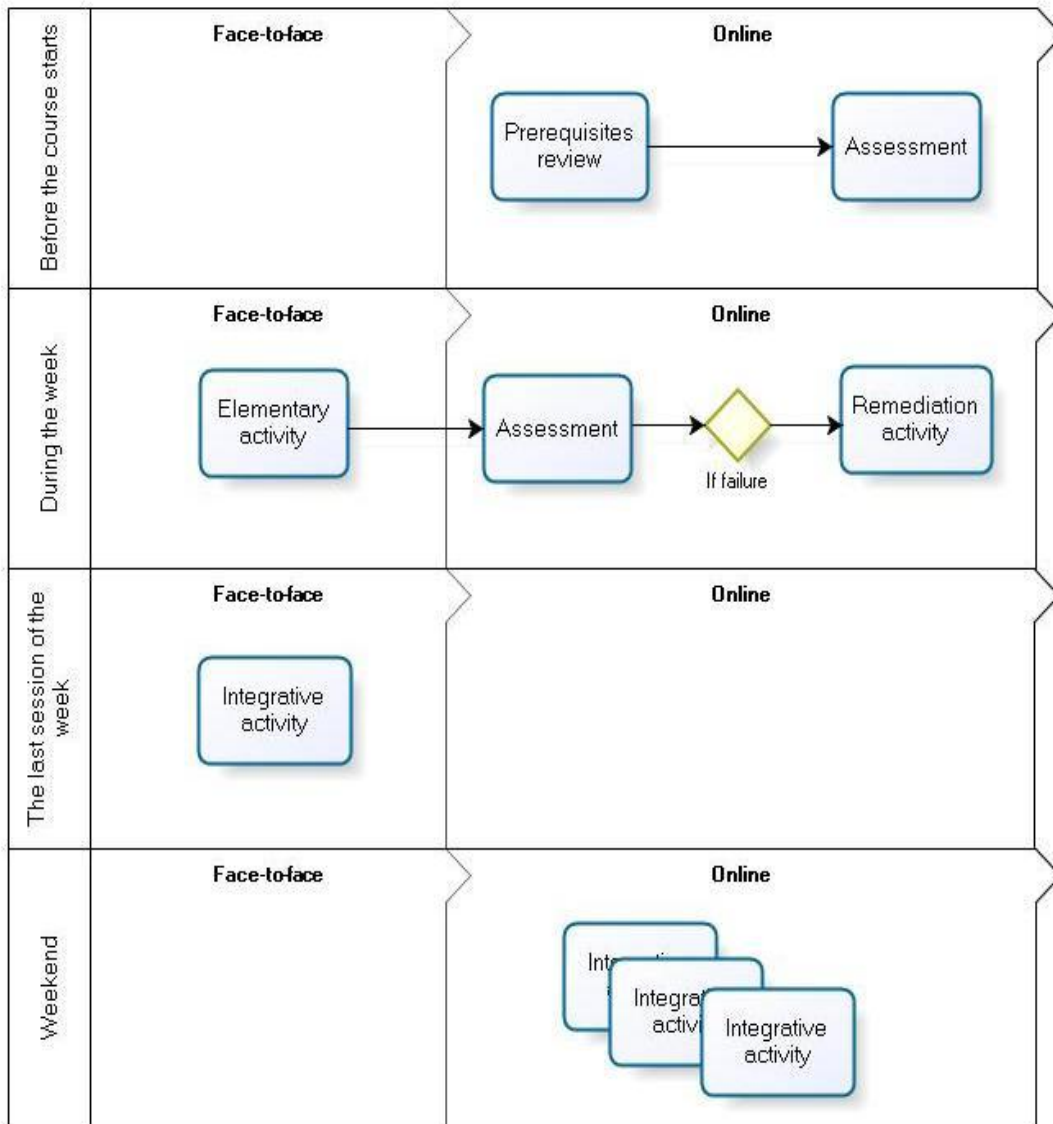 Before the course starts
Face-to-face
Online
Prerequisites
review
Assessment
During the week
Face-to-face
Online
Elementary
activity
Assessment
If failure
Remediation
activity
The last session of the
week
Face-to-face
Online
Integrative
activity
Weekend
Face-to-face
Online
Integrative
activity